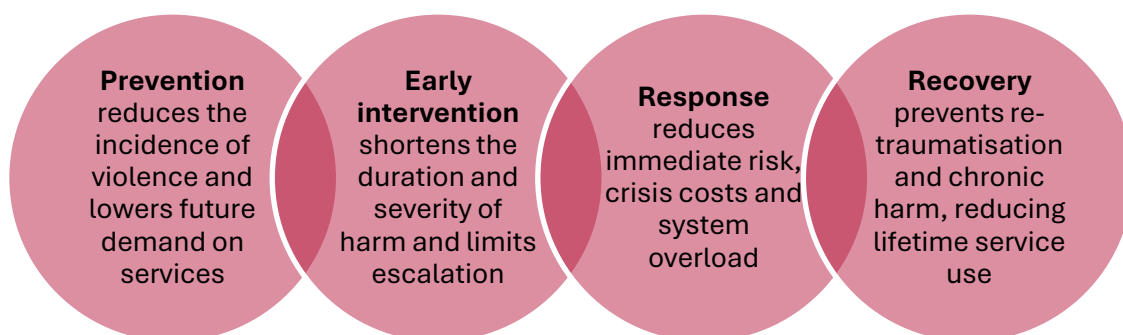 Prevention
reduces the
incidence of
violence and
lowers future
demand on
services
Early
intervention
shortens the
duration and
severity of
harm and limits
escalation
Response
reduces
immediate risk,
crisis costs and
system
overload
Recovery
prevents re-
traumatisation
and chronic
harm, reducing
lifetime service
use